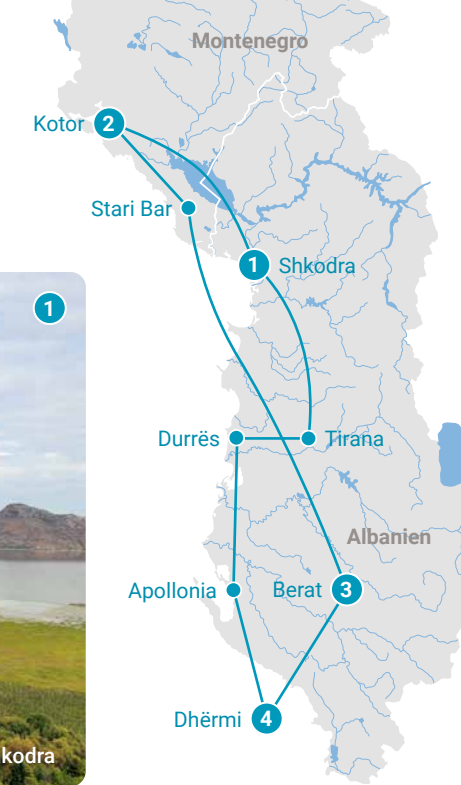 Montenegro
Kotor 2
Stari Bar
1 Shkodra
1
Durrës
Tirana
Albanien
Apollonia
Berat 3
Dhërmi 4
kodra